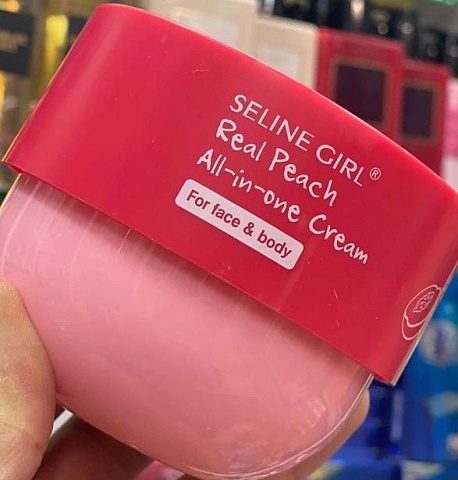 SELINE GIRL®
Real Peach
All-in-one Cream
For face & body